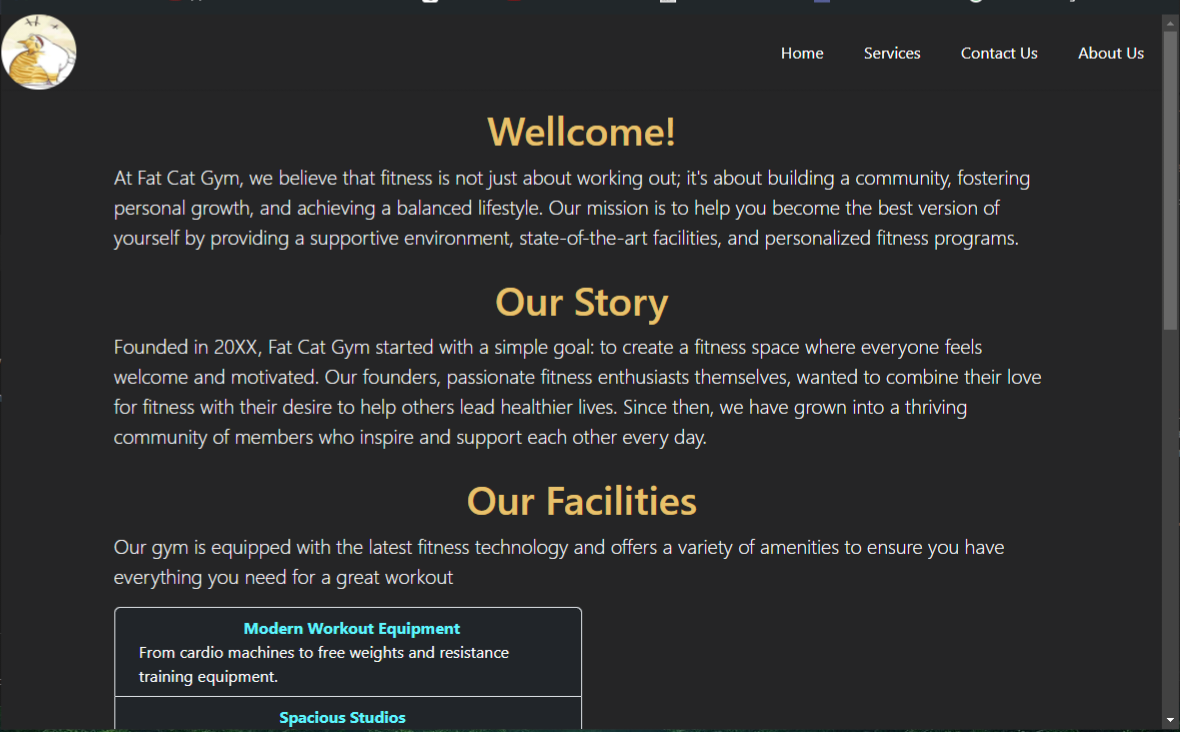 Home Services Contact Us About Us
Wellcome!
At Fat Cat Gym, we believe that fitness is not just about working out; it's about building a community, fostering
personal growth, and achieving a balanced lifestyle. Our mission is to help you become the best version of
yourself by providing a supportive environment, state-of-the-art facilities, and personalized fitness programs.
Our Story
Founded in 20XX, Fat Cat Gym started with a simple goal: to create a fitness space where everyone feels
welcome and motivated. Our founders, passionate fitness enthusiasts themselves, wanted to combine their love
for fitness with their desire to help others lead healthier lives. Since then, we have grown into a thriving
community of members who inspire and support each other every day.
Our Facilities
Our gym is equipped with the latest fitness technology and offers a variety of amenities to ensure you have
everything you need for a great workout
Modern Workout Equipment
From cardio machines to free weights and resistance
training equipment.
Spacious Studios